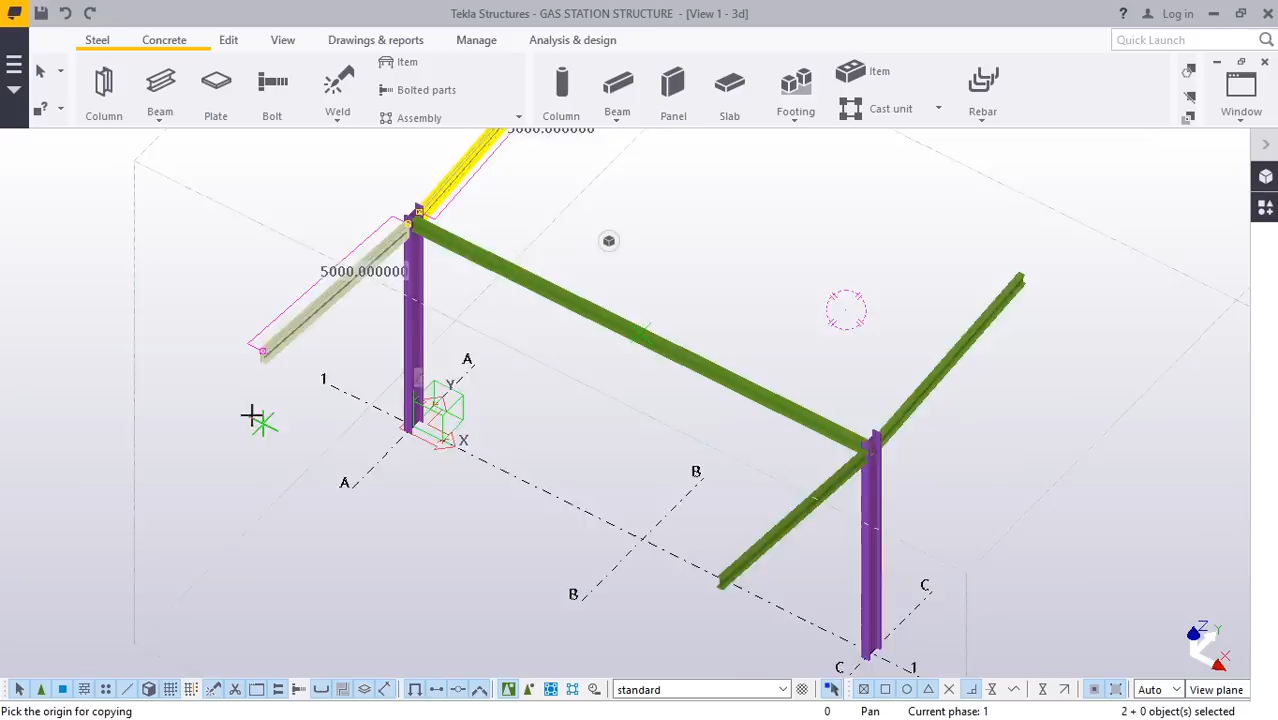 Tekla Structures - GAS STATION STRUCTURE - [View 1 - 3d]
? Log in
Steel Concrete Edit View Drawings & reports Manage Analysis & design
Quick Launch
Item
Item
Bolted parts
Cast unit
Column Beam Plate Bolt Weld
Assembly
Column Beam Panel Slab Footing
Rebar
Window
5000.000000
5000.000000
A
1
Y
X
A
B
B
C
C
1
Z
Y
X
standard
Auto
View plane
Pick the origin for copying
0 Pan Current phase: 1 2 + 0 object(s) selected